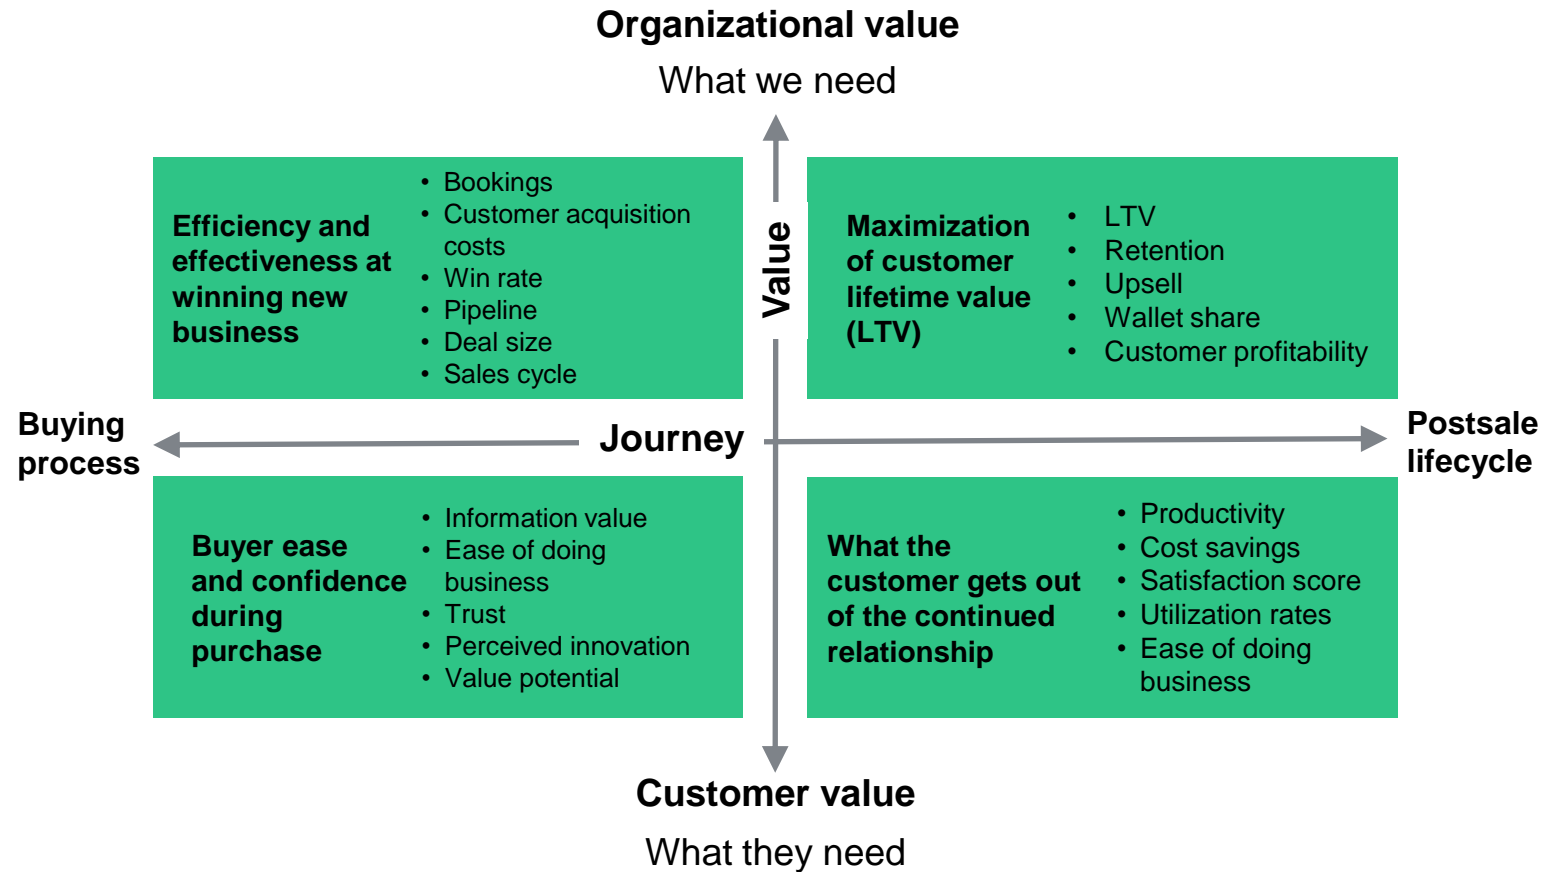 Organizational value
What we need
Efficiency and
effectiveness at
winning new
business
• Bookings
• Customer acquisition
costs
• Win rate
• Pipeline
• Deal size
• Sales cycle
Value
Maximization
of customer
lifetime value
(LTV)
• LTV
• Retention
• Upsell
• Wallet share
• Customer profitability
Buying
process
Journey
Postsale
lifecycle
Buyer ease
and confidence
during
purchase
• Information value
• Ease of doing
business
• Trust
• Perceived innovation
• Value potential
What the
customer gets out
of the continued
relationship
• Productivity
• Cost savings
• Satisfaction score
• Utilization rates
• Ease of doing
business
Customer value
What they need